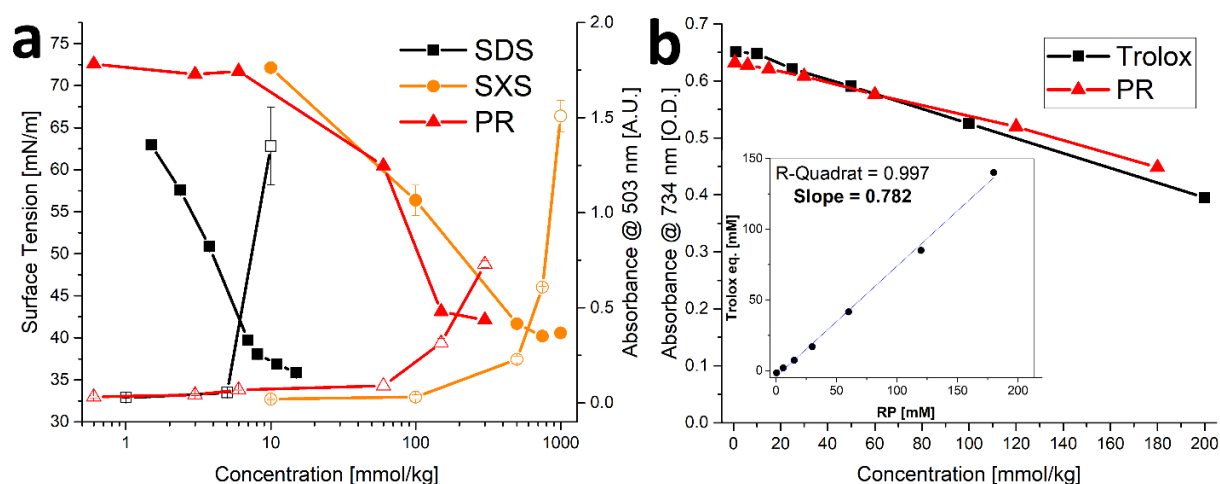 a
75
70
65
60
55
50
45
40
35
30
Surface Tension [mN/m]
SDS
SXS
PR
2.0
1.5
1.0
0.5
0.0
Absorbance @ 503 nm [A.U.]
1
10
100
1000
Concentration [mmol/kg]
b
0.7
0.6
0.5
0.4
0.3
0.2
0.1
0.0
Absorbance @ 734 nm [O.D.]
Trolox
PR
R-Quadrat = 0.997
Slope = 0.782
150
100
50
0
Trolox eq. [mM]
0
50
100
150
200
RP [mM]
0
20
40
60
80
100
120
140
160
180
200
Concentration [mmol/kg]